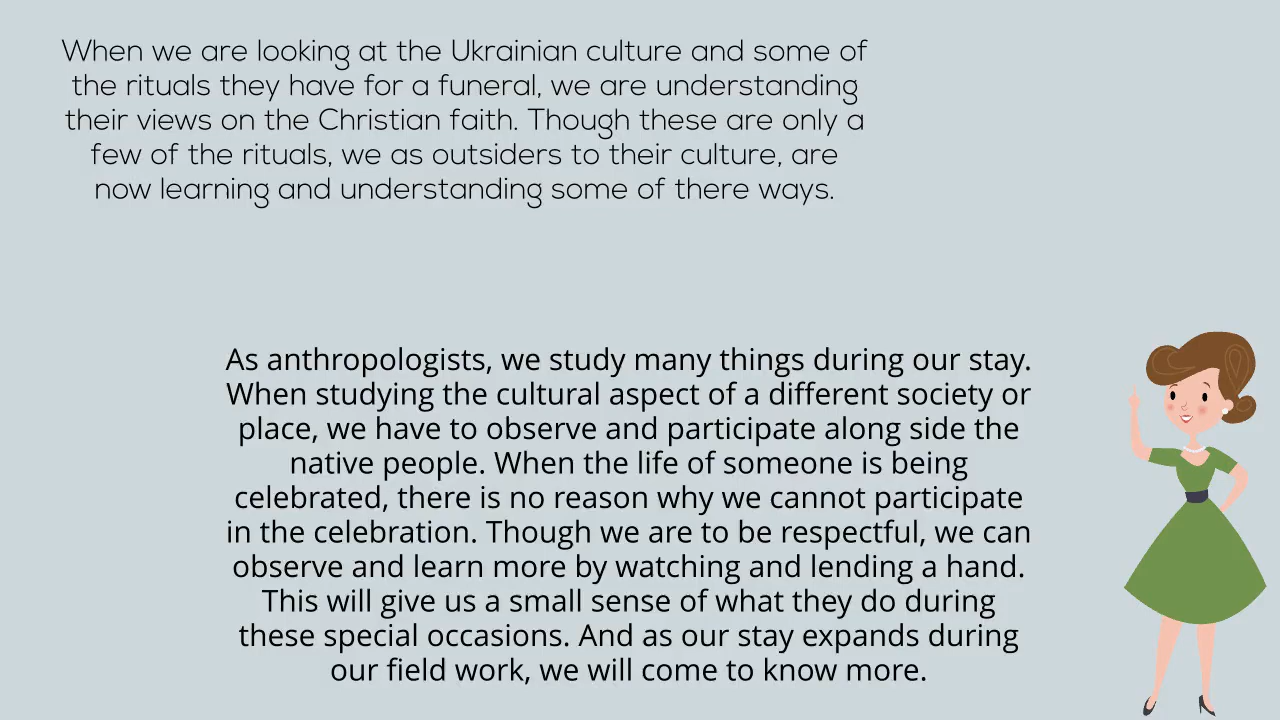 When we are looking at the Ukrainian culture and some of
the rituals they have for a funeral, we are understanding
their views on the Christian faith. Though these are only a
few of the rituals, we as outsiders to their culture, are
now learning and understanding some of there ways.
As anthropologists, we study many things during our stay.
When studying the cultural aspect of a different society or
place, we have to observe and participate along side the
native people. When the life of someone is being
celebrated, there is no reason why we cannot participate
in the celebration. Though we are to be respectful, we can
observe and learn more by watching and lending a hand.
This will give us a small sense of what they do during
these special occasions. And as our stay expands during
our field work, we will come to know more.